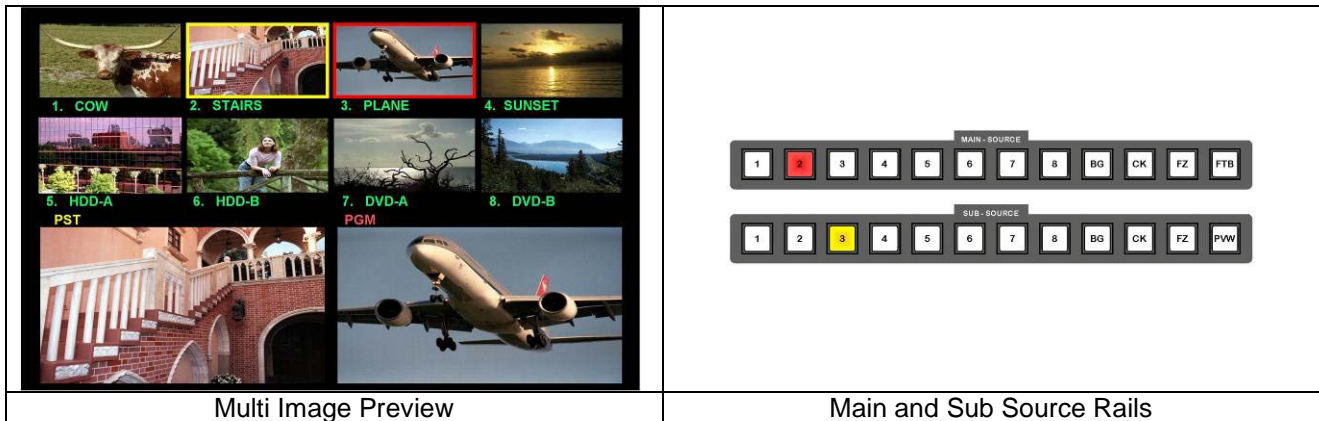 1. COW
2. STAIRS
3. PLANE
4. SUNSET
5. HDD-A
6. HDD-B
7. DVD-A
8. DVD-B
PST
PGM
MAIN - SOURCE
1 2 3 4 5 6 7 8 BG CK FZ FTB
SUB - SOURCE
1 2 3 4 5 6 7 8 BG CK FZ PVW
Multi Image Preview
Main and Sub Source Rails